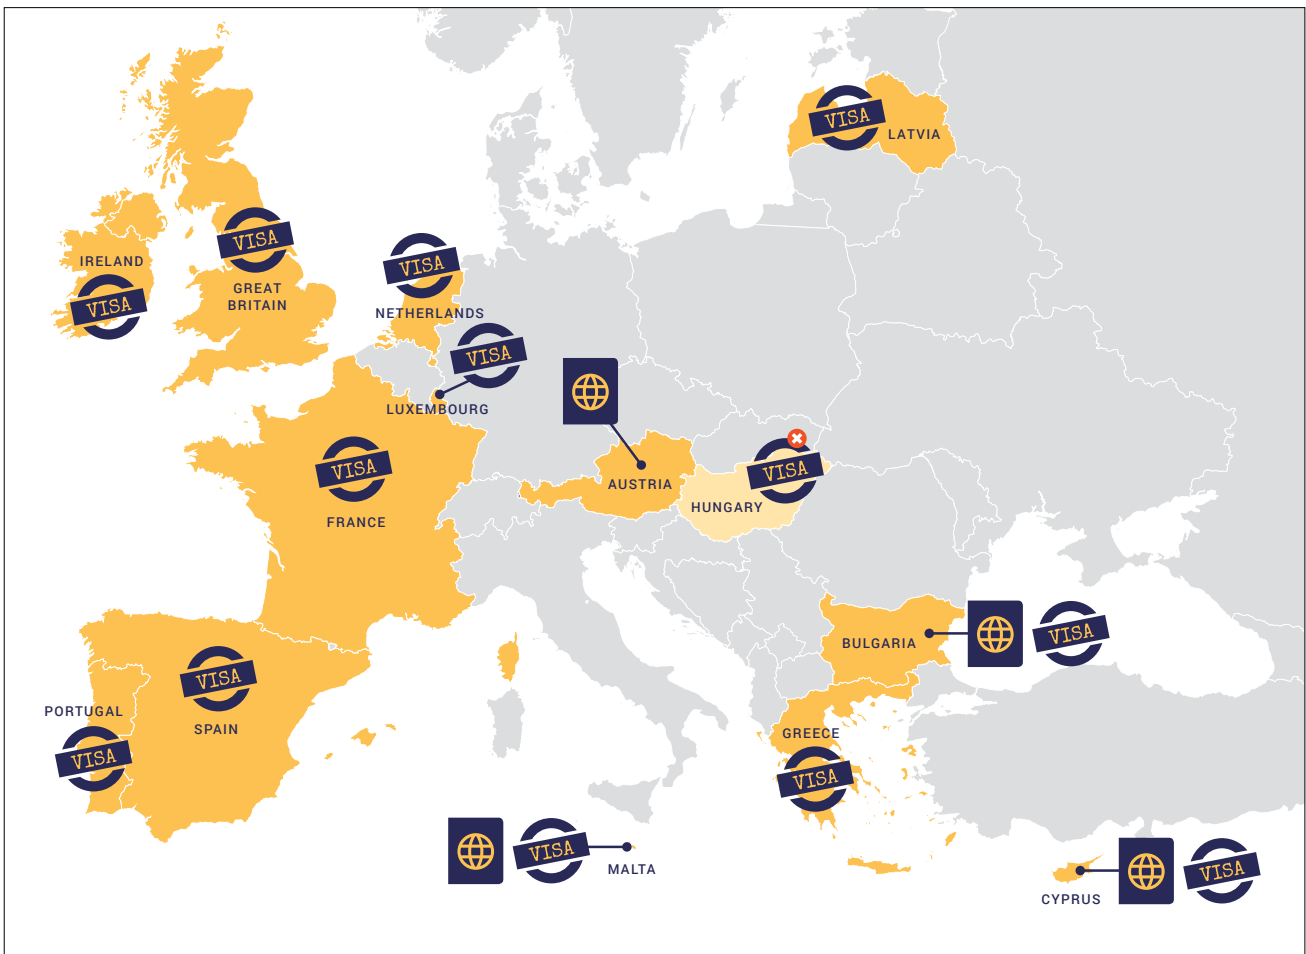 VISA
LATVIA
VISA
IRELAND
VISA
GREAT
BRITAIN
VISA
NETHERLANDS
VISA
LUXEMBOURG
VISA
FRANCE
AUSTRIA
VISA
HUNGARY
BULGARIA
VISA
VISA
SPAIN
PORTUGAL
VISA
GREECE
VISA
VISA
MALTA
VISA
CYPRUS